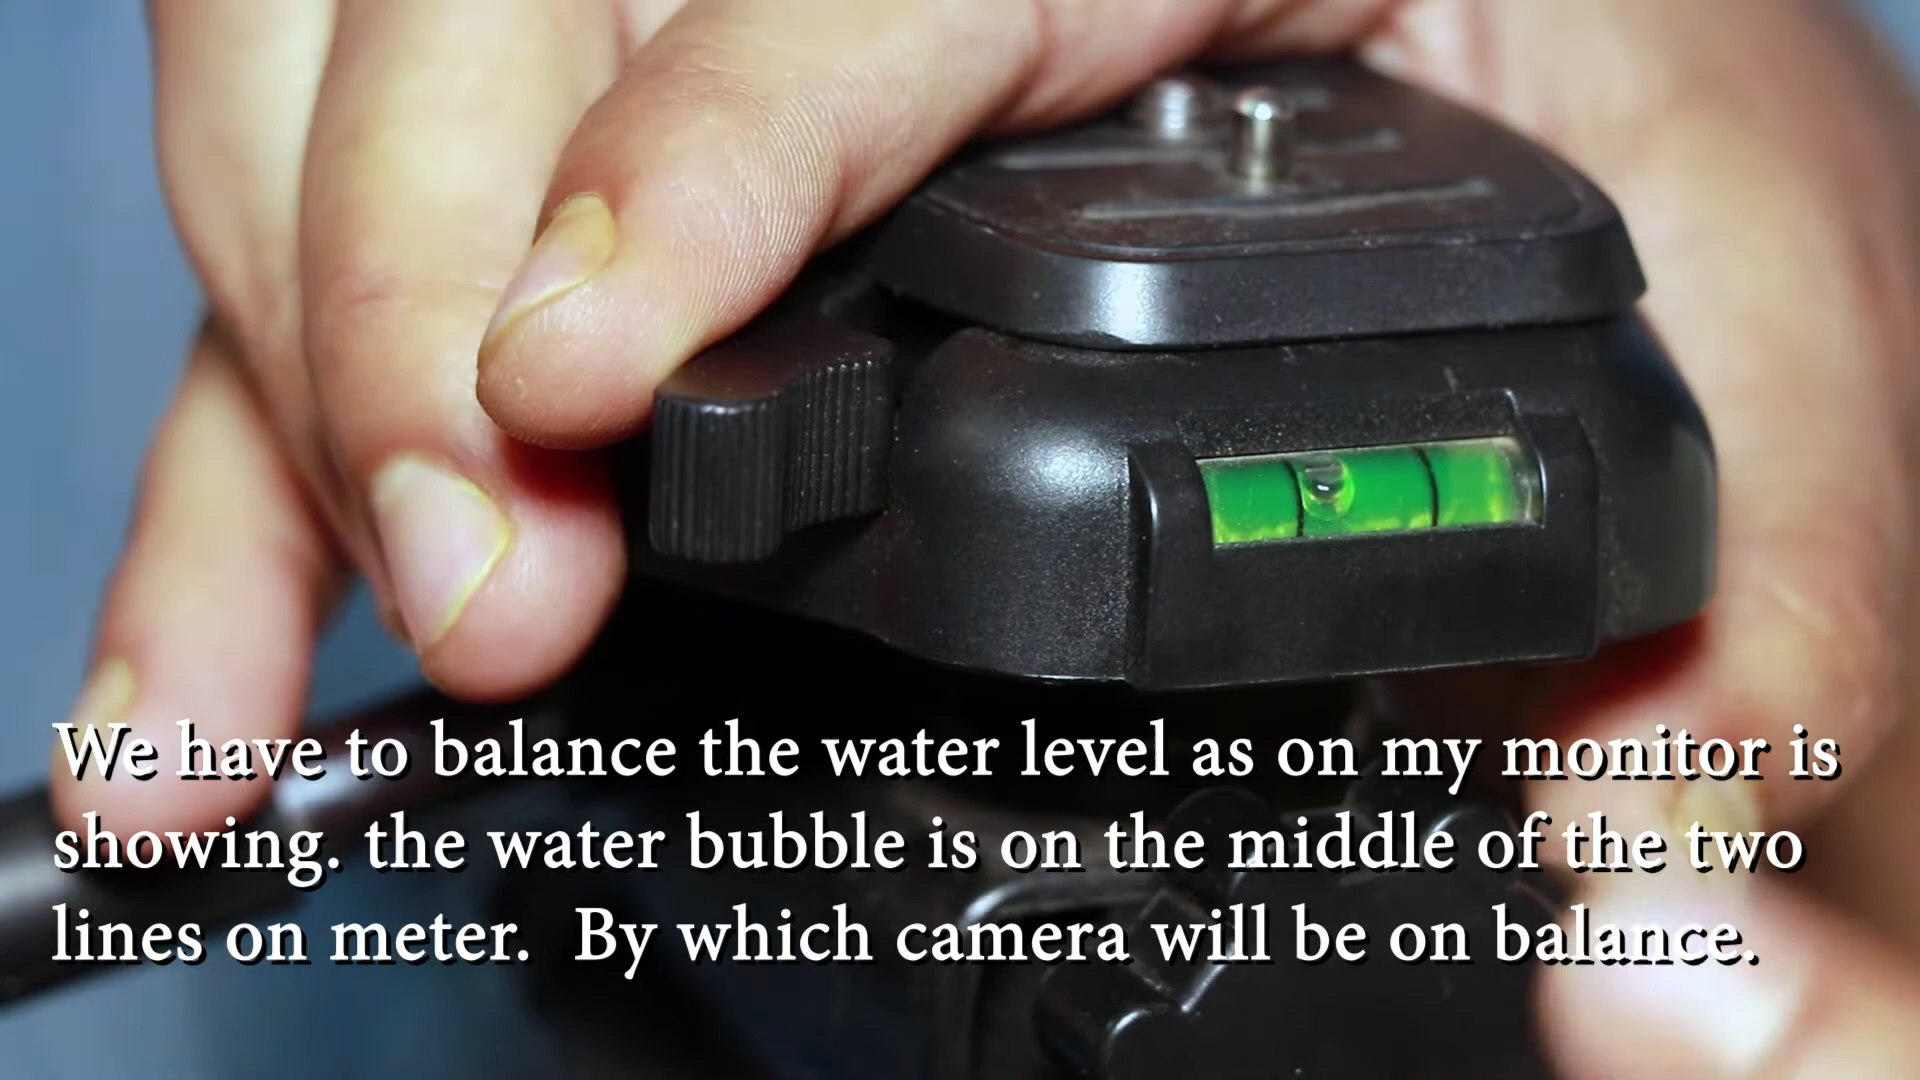 We have to balance the water level as on my monitor is
showing. the water bubble is on the middle of the two
lines on meter.  By which camera will be on balance.